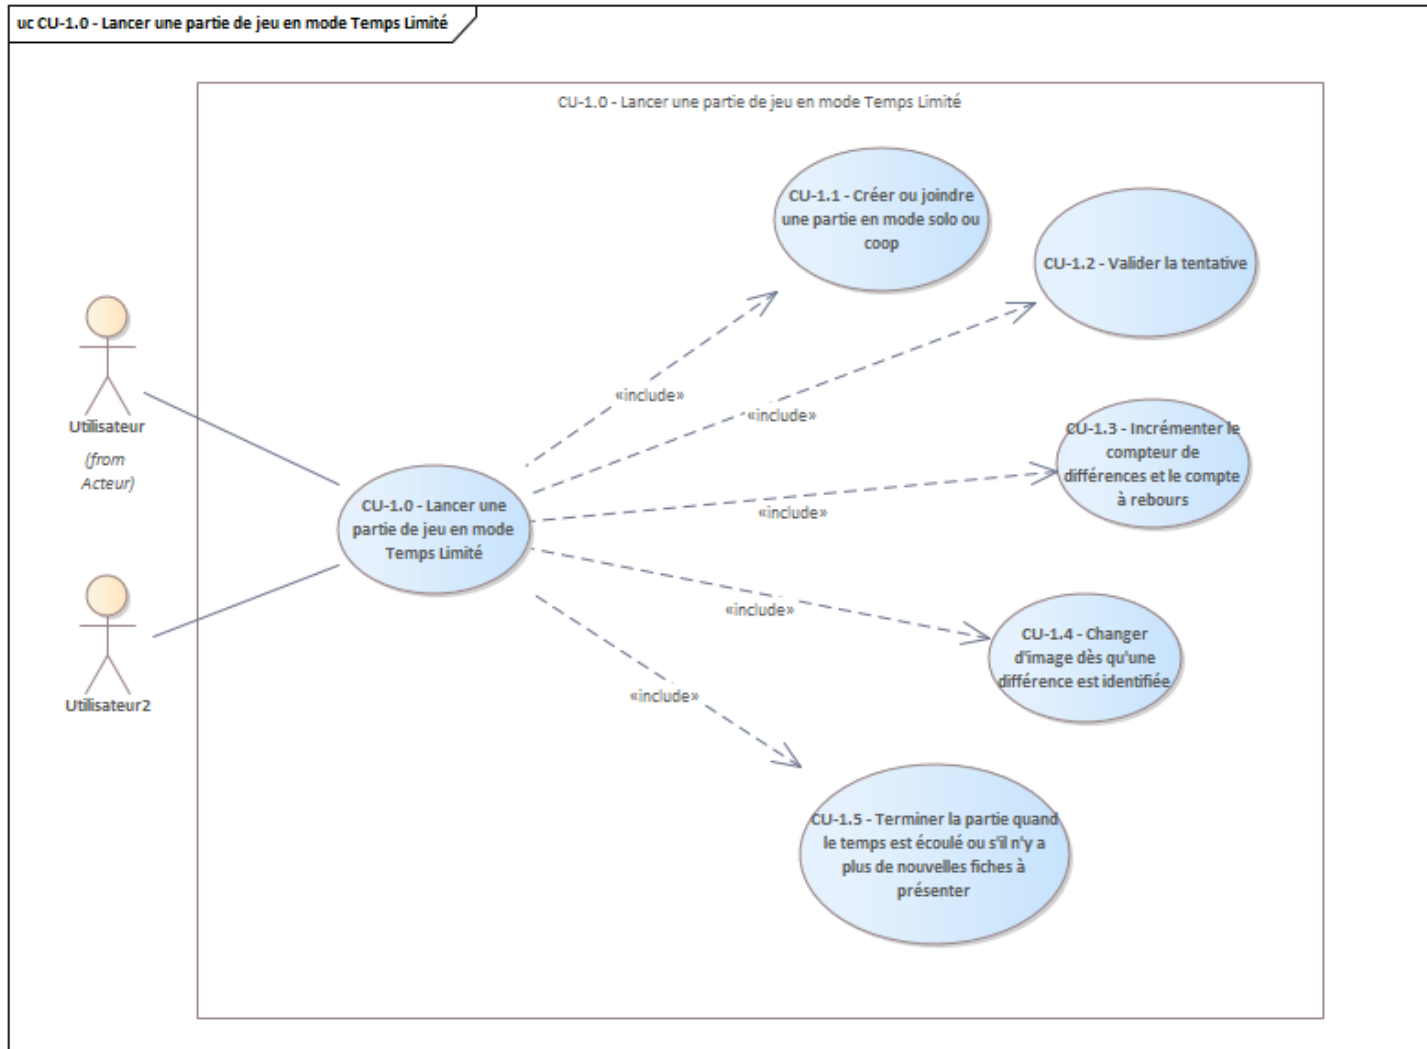 uc CU-1.0 - Lancer une partie de jeu en mode Temps Limité
CU-1.0 - Lancer une partie de jeu en mode Temps Limité
CU-1.1 - Créer ou joindre
une partie en mode solo ou
coop
CU-1.2 - Valider la tentative
«include»
«include»
Utilisateur
(from
Acteur)
CU-1.3 - Incrémenter le
compteur de
différences et le compte
à rebours
CU-1.0 - Lancer une
partie de jeu en mode
Temps Limité
«include»
«include»
CU-1.4 - Changer
d'image dès qu'une
différence est identifiée
Utilisateur2
«include»
CU-1.5 - Terminer la partie quand
le temps est écoulé ou s'il n'y a
plus de nouvelles fiches à
présenter